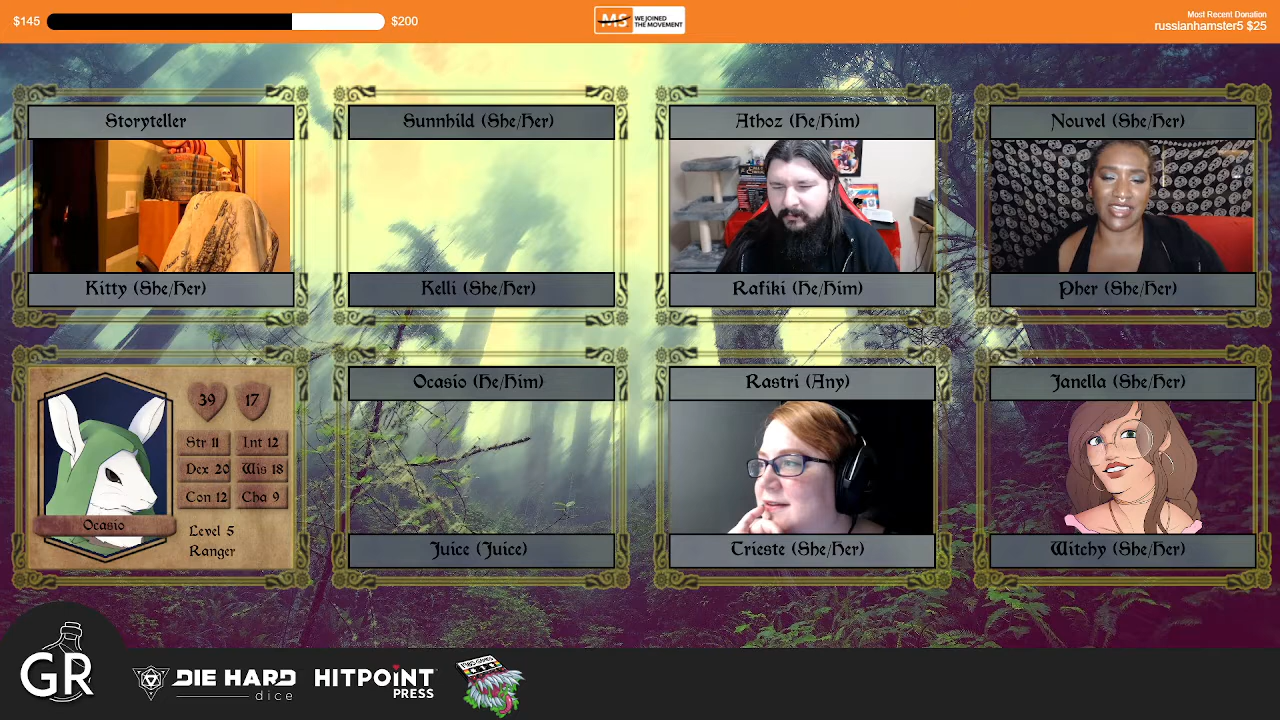 $145
$200
MS WE JOINED
THE MOVEMENT
Most Recent Donation
russianhamster5 $25
Storyteller
Sunnhild (She/Her)
Athoz (He/Him)
Nouvel (She/Her)
Kitty (She/Her)
Kelli (She/Her)
Rafiki (He/Him)
Pher (She/Her)
39
17
Str 11
Int 12
Dex 20
Wis 18
Con 12
Cha 9
Ocasio
Level 5
Ranger
Ocasio (He/Him)
Rastri (Any)
Janella (She/Her)
Juice (Juice)
Trieste (She/Her)
Witchy (She/Her)
GR
DIE HARD
dice
HITPOINT
PRESS